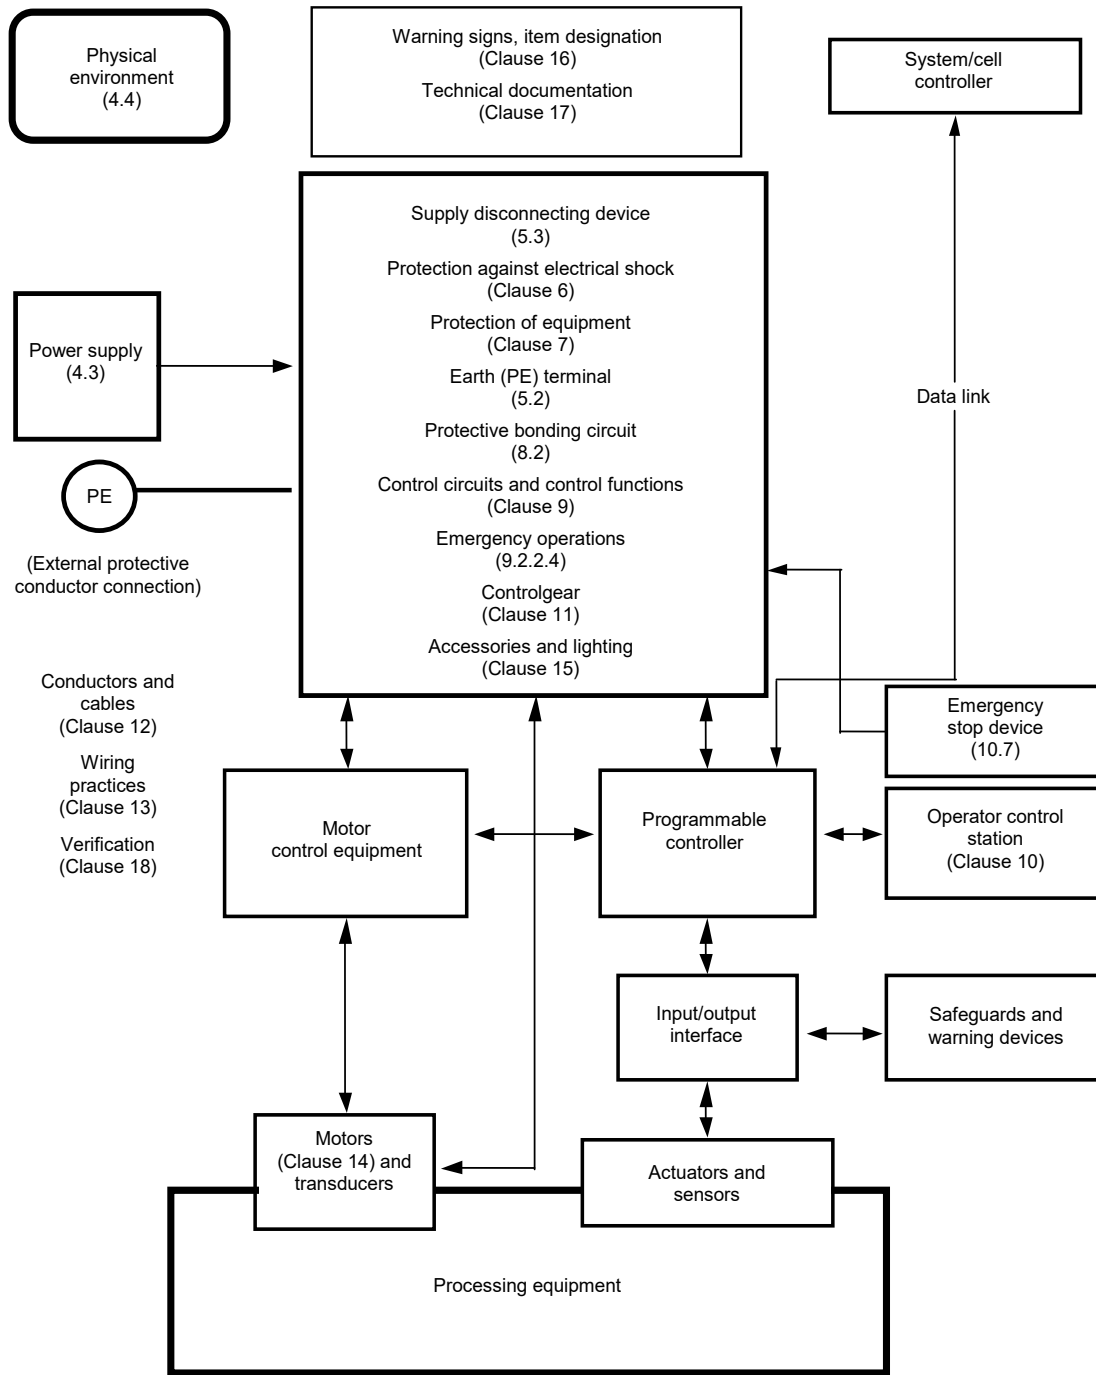 Physical
environment
(4.4)
Warning signs, item designation
(Clause 16)
Technical documentation
(Clause 17)
System/cell
controller
Supply disconnecting device
(5.3)
Protection against electrical shock
(Clause 6)
Protection of equipment
(Clause 7)
Earth (PE) terminal
(5.2)
Protective bonding circuit
(8.2)
Control circuits and control functions
(Clause 9)
Emergency operations
(9.2.2.4)
Controlgear
(Clause 11)
Accessories and lighting
(Clause 15)
Power supply
(4.3)
PE
(External protective
conductor connection)
Data link
Conductors and
cables
(Clause 12)
Wiring
practices
(Clause 13)
Verification
(Clause 18)
Emergency
stop device
(10.7)
Motor
control equipment
Programmable
controller
Operator control
station
(Clause 10)
Input/output
interface
Safeguards and
warning devices
Motors
(Clause 14) and
transducers
Actuators and
sensors
Processing equipment